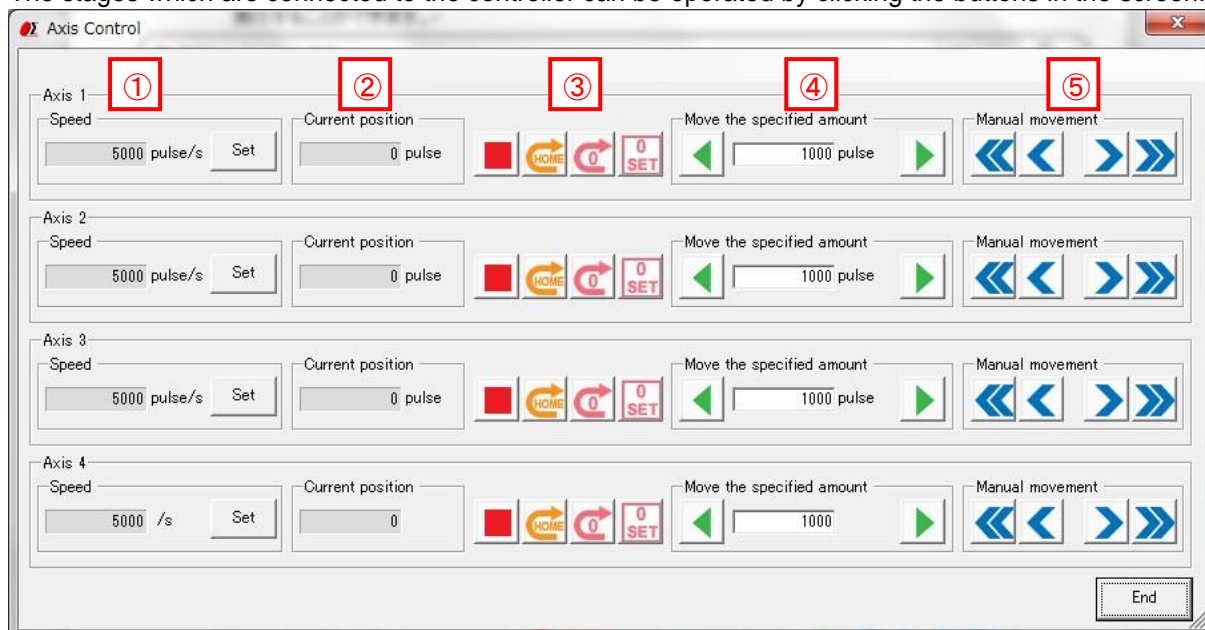 The stages which are connected to the controller can be operated by clicking the buttons in the screen.
Axis Control
① ② ③ ④ ⑤
Axis 1
Speed Current position Move the specified amount Manual movement
5000 pulse/s Set 0 pulse HOME 0 0 SET 1000 pulse
Axis 2
Speed Current position Move the specified amount Manual movement
5000 pulse/s Set 0 pulse HOME 0 0 SET 1000 pulse
Axis 3
Speed Current position Move the specified amount Manual movement
5000 pulse/s Set 0 pulse HOME 0 0 SET 1000 pulse
Axis 4
Speed Current position Move the specified amount Manual movement
5000 /s Set 0 HOME 0 0 SET 1000
End